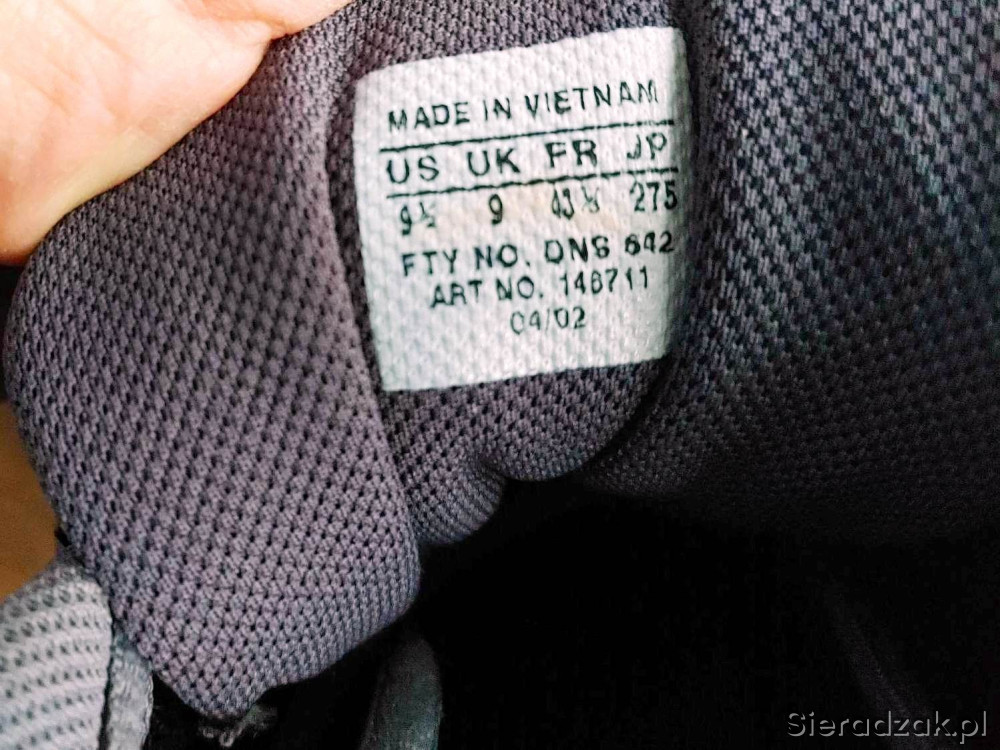 MADE IN VIETNAM
US UK FR JP
9½ 9 43⅓ 275
FTY NO. DNS 642
ART NO. 148711
04/02
Sieradzak.pl